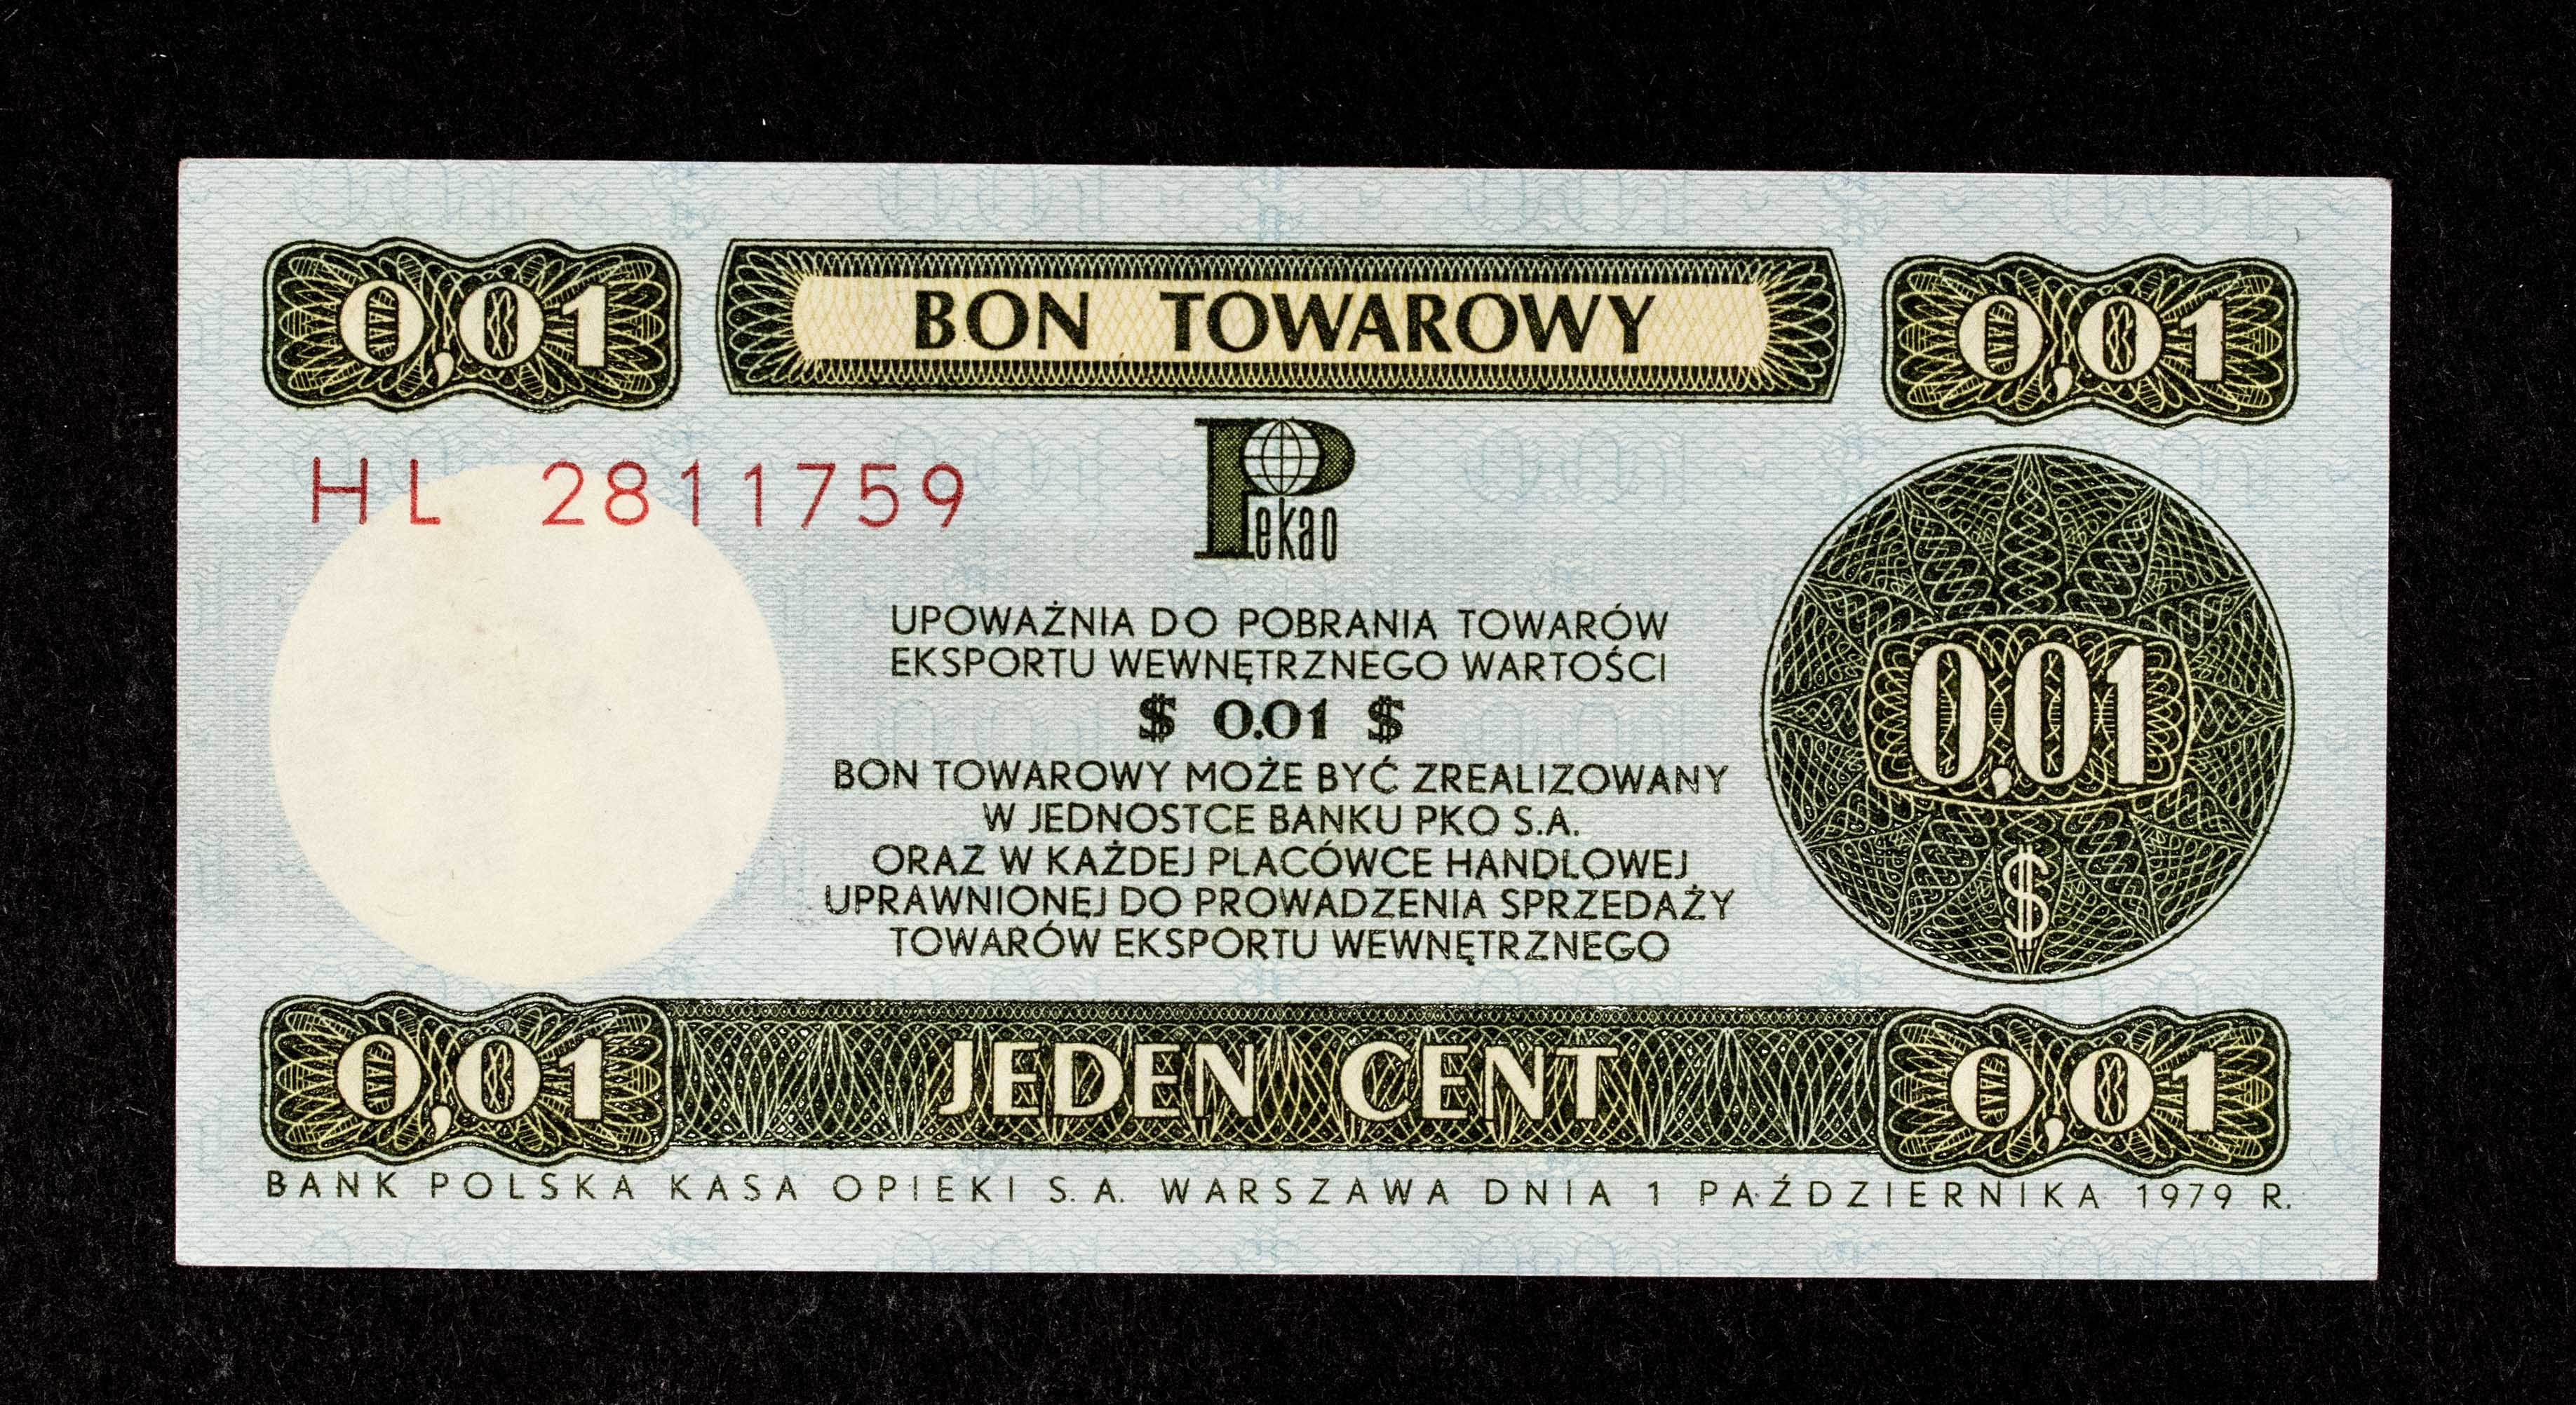 0,01 BON TOWAROWY 0,01
HL 2811759
Pekao
UPOWAŻNIA DO POBRANIA TOWARÓW
EKSPORTU WEWNĘTRZNEGO WARTOŚCI
$ 0.01 $
BON TOWAROWY MOŻE BYĆ ZREALIZOWANY
W JEDNOSTCE BANKU PKO S.A.
ORAZ W KAŻDEJ PLACÓWCE HANDLOWEJ
UPRAWNIONEJ DO PROWADZENIA SPRZEDAŻY
TOWARÓW EKSPORTU WEWNĘTRZNEGO
0,01
$
0,01 JEDEN CENT 0,01
BANK POLSKA KASA OPIEKI S.A. WARSZAWA DNIA 1 PAŹDZIERNIKA 1979 R.